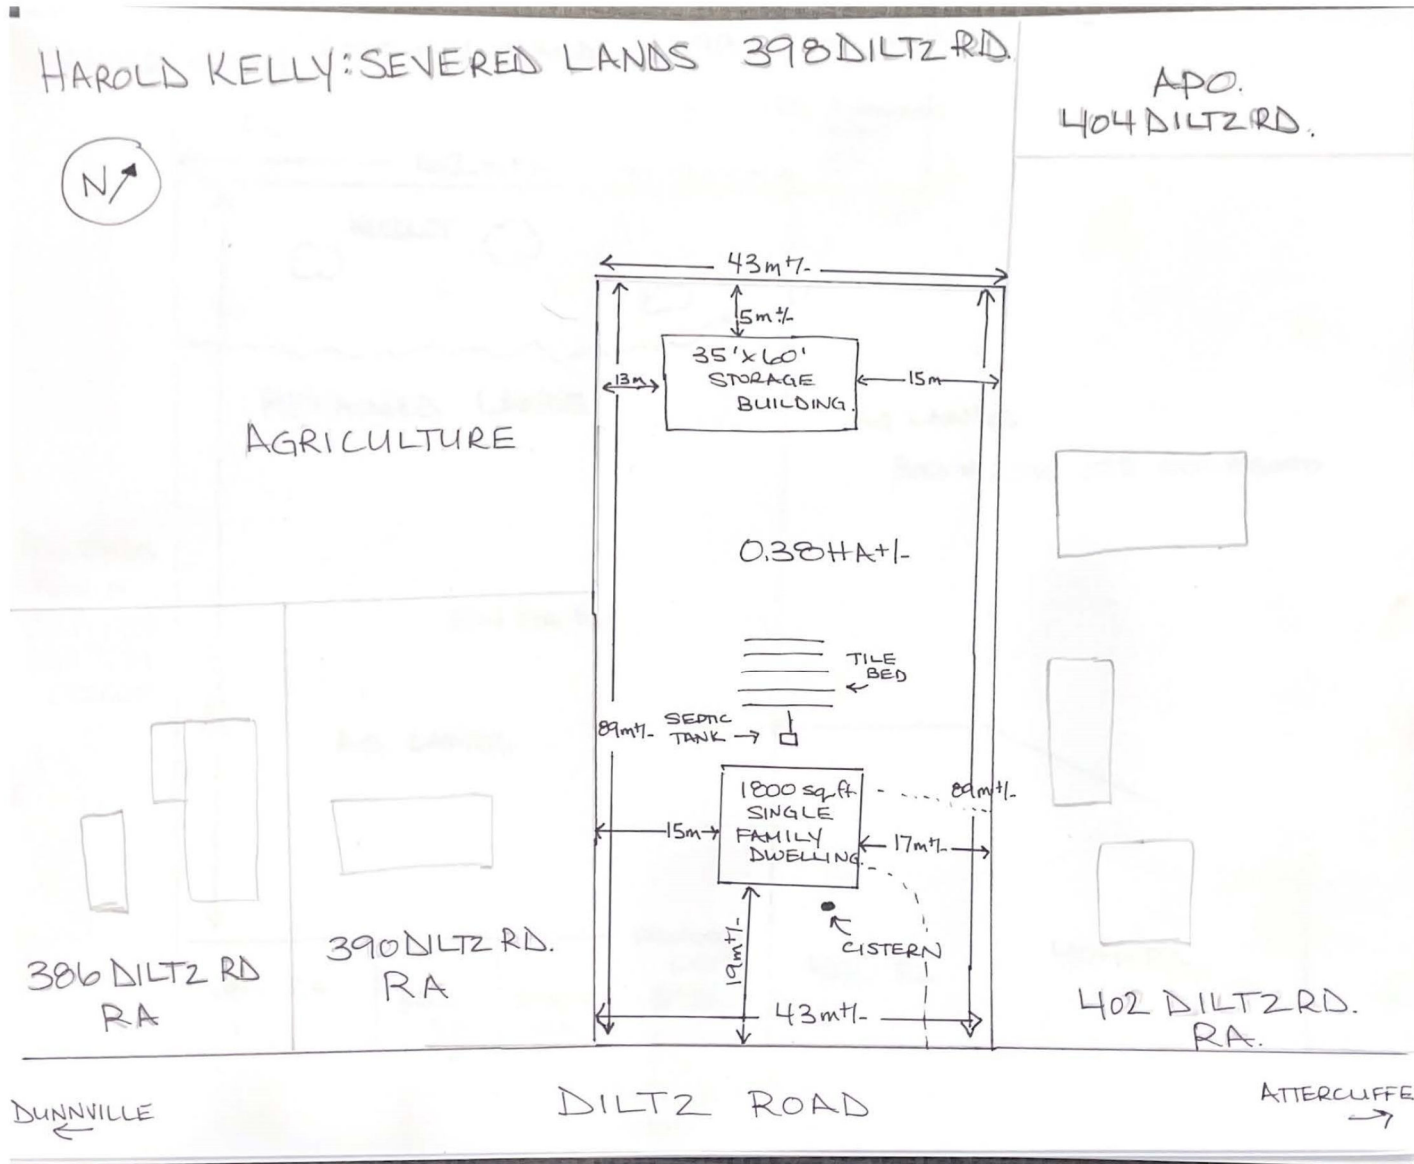 HAROLD KELLY: SEVERED LANDS 398 DILTZ RD.
APO.
404 DILTZ RD.
N
43m+/-
5m+/-
35'x60'
STORAGE
BUILDING.
13m
15m
AGRICULTURE
0.38HA+/-
TILE
BED
89m+/-
SEPTIC
TANK
1800 sq.ft
SINGLE
FAMILY
DWELLING.
89m+/-
15m
17m+/-
19m+/-
CISTERN
43m+/-
386 DILTZ RD
RA
390 DILTZ RD.
RA
402 DILTZ RD.
RA.
DUNNVILLE
DILTZ ROAD
ATTERCLIFFE